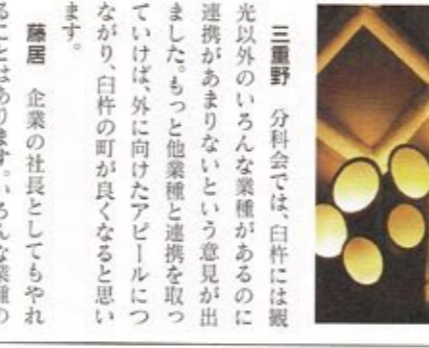 三重野　分科会では、臼杵には観
光以外のいろんな業種があるのに
連携があまりないという意見が出
ました。もっと他業種と連携を取っ
ていけば、外に向けたアピールにつ
ながり、臼杵の町が良くなると思い
ます。
藤居　企業の社長としてもやれ
ることはあります。いろんな業種の